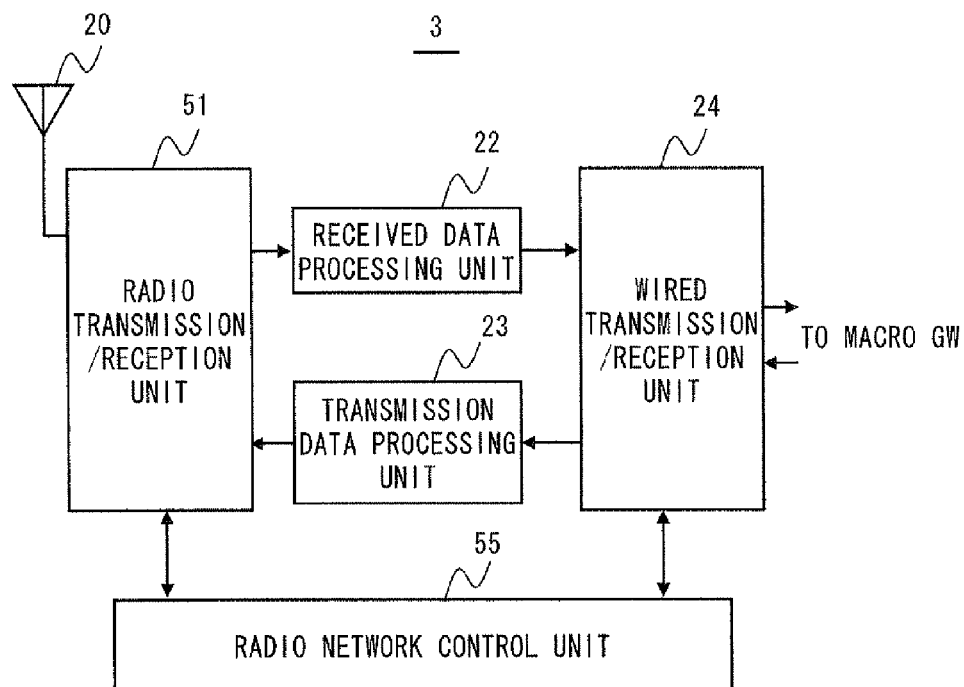 20
3
51
22
24
RECEIVED DATA
PROCESSING UNIT
RADIO
TRANSMISSION
/RECEPTION
UNIT
WIRED
TRANSMISSION
/RECEPTION
UNIT
TO MACRO GW
23
TRANSMISSION
DATA PROCESSING
UNIT
55
RADIO NETWORK CONTROL UNIT